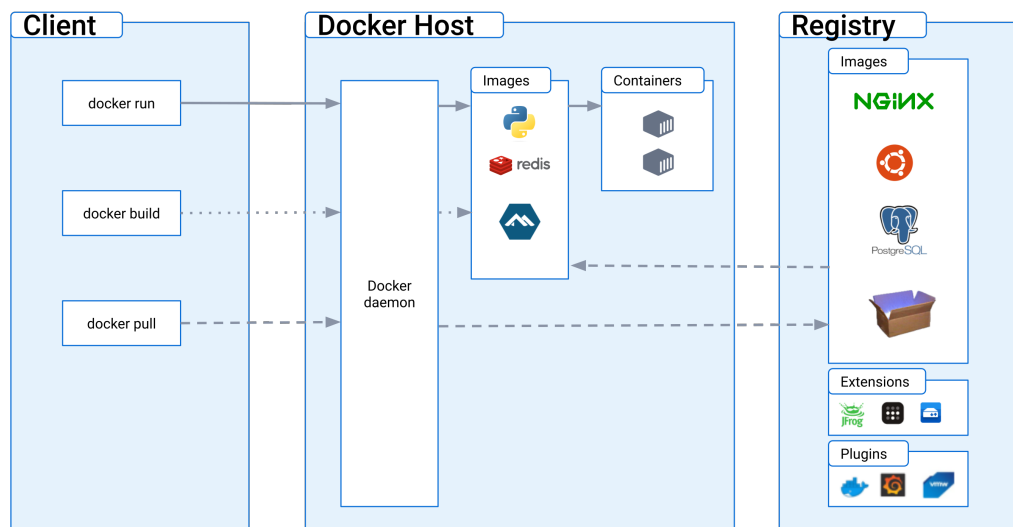 Client
docker run
docker build
docker pull
Docker Host
Docker
daemon
Images
redis
Containers
Registry
Images
NGINX
PostgreSQL
Extensions
JFrog
Plugins
vmw